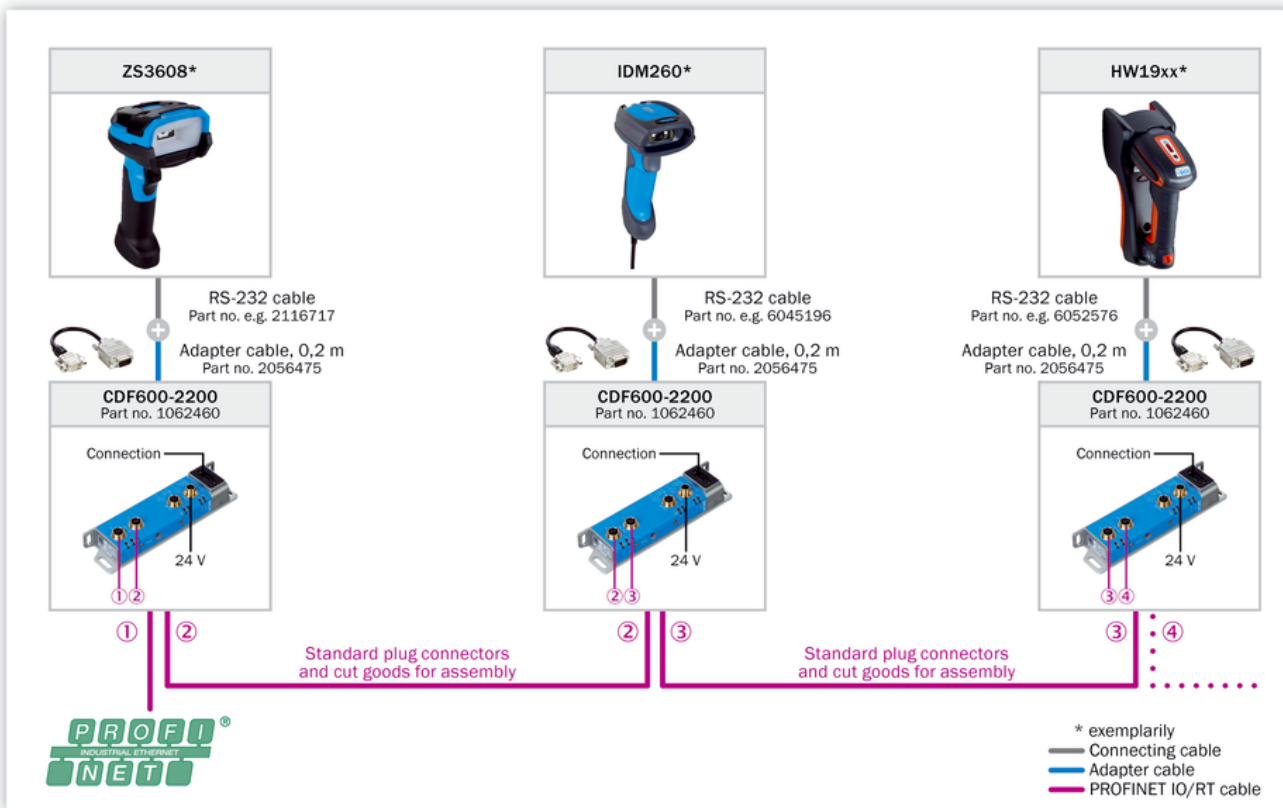 ZS3608*
IDM260*
HW19xx*
RS-232 cable
Part no. e.g. 2116717
Adapter cable, 0,2 m
Part no. 2056475
RS-232 cable
Part no. e.g. 6045196
Adapter cable, 0,2 m
Part no. 2056475
RS-232 cable
Part no. e.g. 6052576
Adapter cable, 0,2 m
Part no. 2056475
CDF600-2200
Part no. 1062460
Connection
24 V
①②
CDF600-2200
Part no. 1062460
Connection
24 V
②③
CDF600-2200
Part no. 1062460
Connection
24 V
③④
① ②
② ③
③ ④
Standard plug connectors
and cut goods for assembly
Standard plug connectors
and cut goods for assembly
PROFI®
INDUSTRIAL ETHERNET
NET
* exemplarily
Connecting cable
Adapter cable
PROFINET IO/RT cable